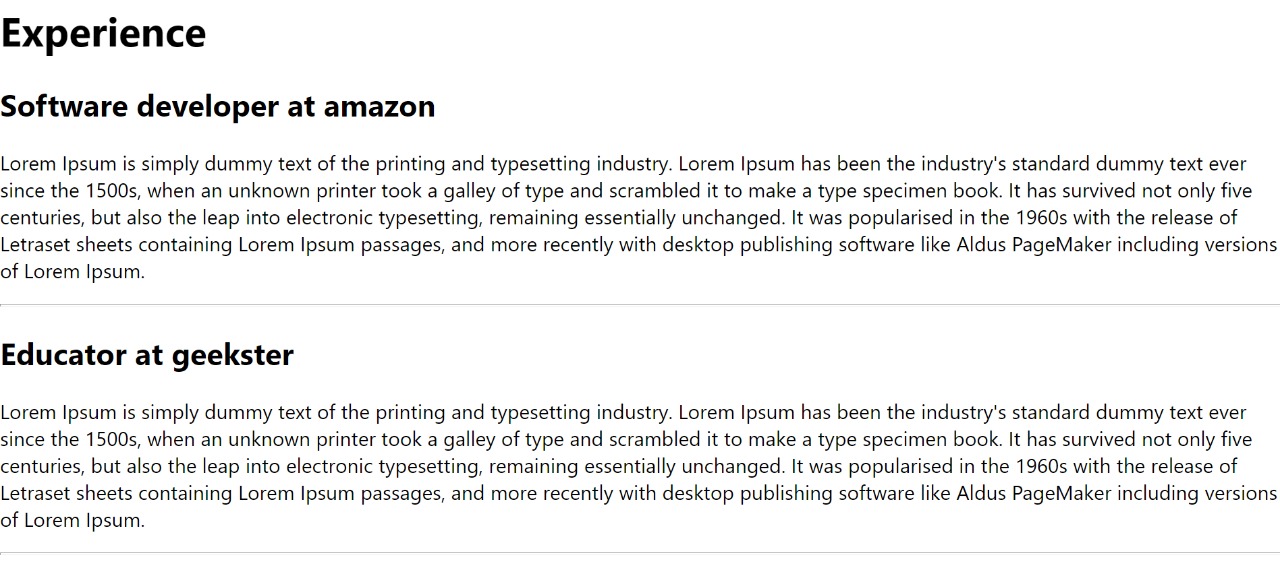 Experience
Software developer at amazon
Lorem Ipsum is simply dummy text of the printing and typesetting industry. Lorem Ipsum has been the industry's standard dummy text ever
since the 1500s, when an unknown printer took a galley of type and scrambled it to make a type specimen book. It has survived not only five
centuries, but also the leap into electronic typesetting, remaining essentially unchanged. It was popularised in the 1960s with the release of
Letraset sheets containing Lorem Ipsum passages, and more recently with desktop publishing software like Aldus PageMaker including versions
of Lorem Ipsum.
Educator at geekster
Lorem Ipsum is simply dummy text of the printing and typesetting industry. Lorem Ipsum has been the industry's standard dummy text ever
since the 1500s, when an unknown printer took a galley of type and scrambled it to make a type specimen book. It has survived not only five
centuries, but also the leap into electronic typesetting, remaining essentially unchanged. It was popularised in the 1960s with the release of
Letraset sheets containing Lorem Ipsum passages, and more recently with desktop publishing software like Aldus PageMaker including versions
of Lorem Ipsum.